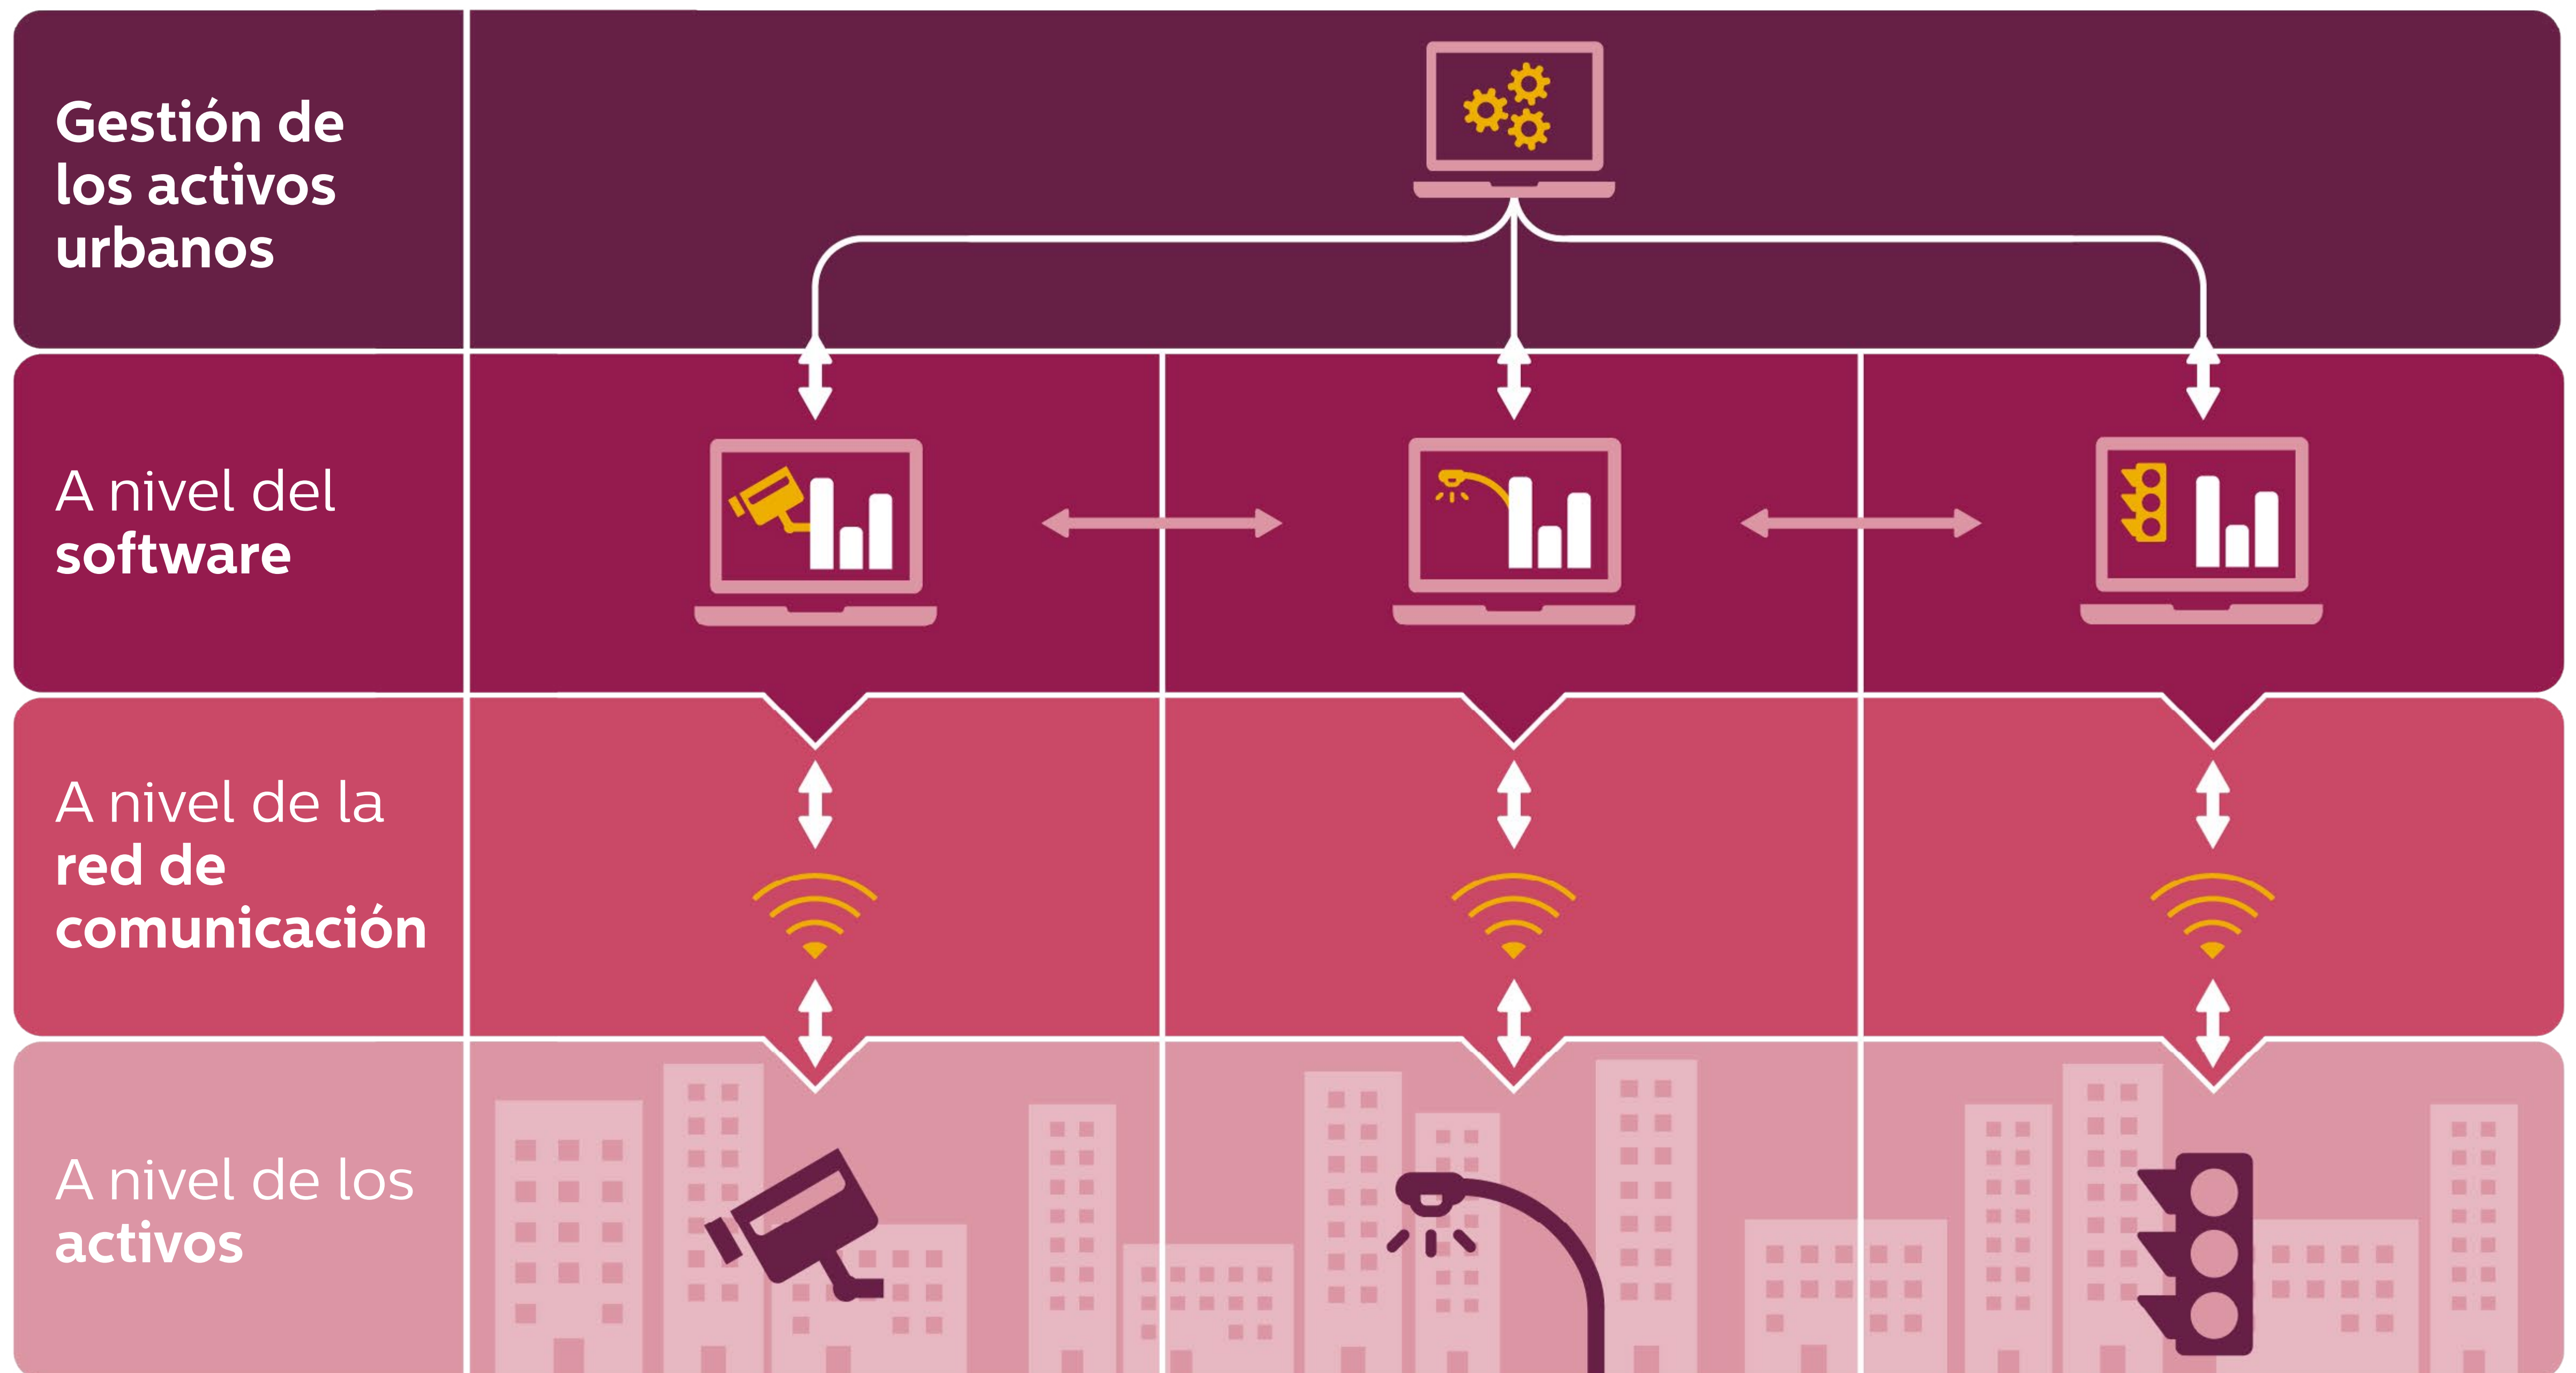 Gestión de
los activos
urbanos
A nivel del
software
A nivel de la
red de
comunicación
A nivel de los
activos